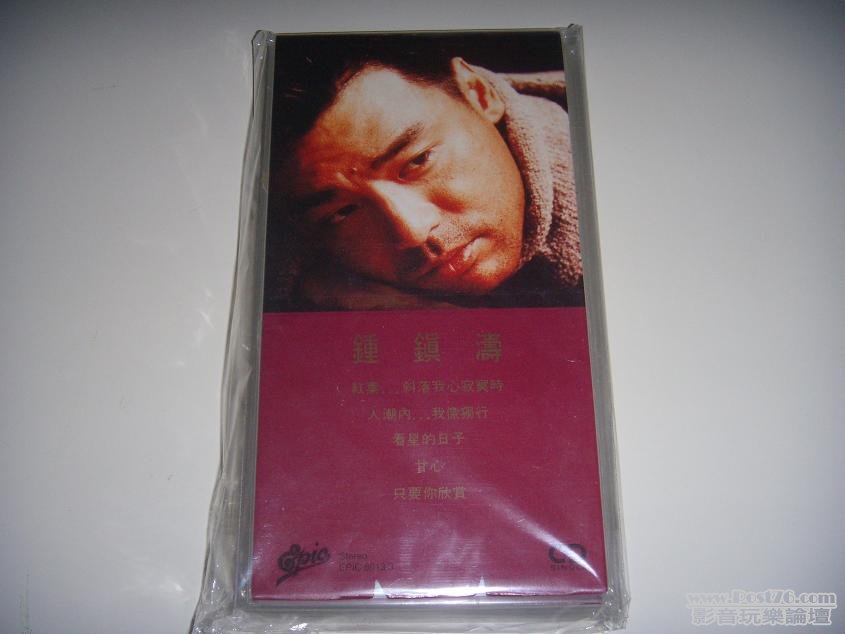 鍾鎮濤
紅葉...斜落我心寂寞時
人潮內...我像獨行
看星的日子
甘心
只要你欣賞
Epic
Stereo
CD
SINGLE
www.Post76.com
影音玩樂論壇